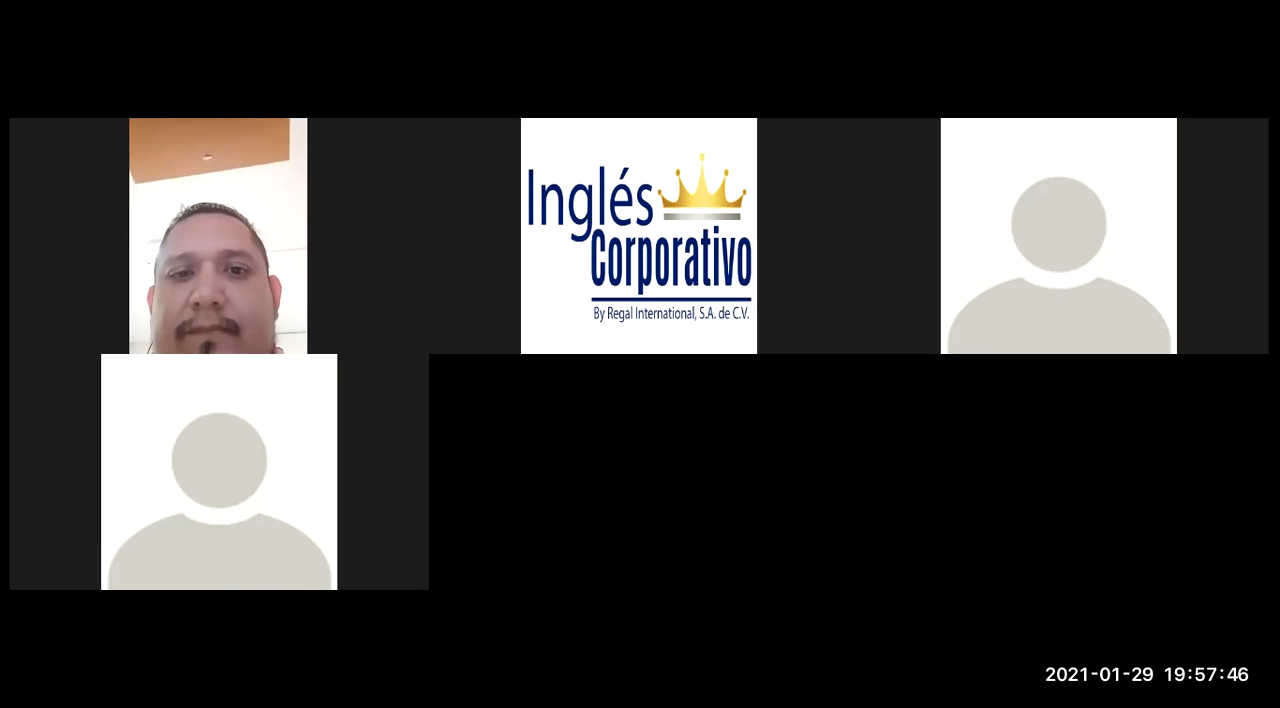 Inglés
Corporativo
By Regal International, S.A. de C.V.
2021-01-29 19:57:46